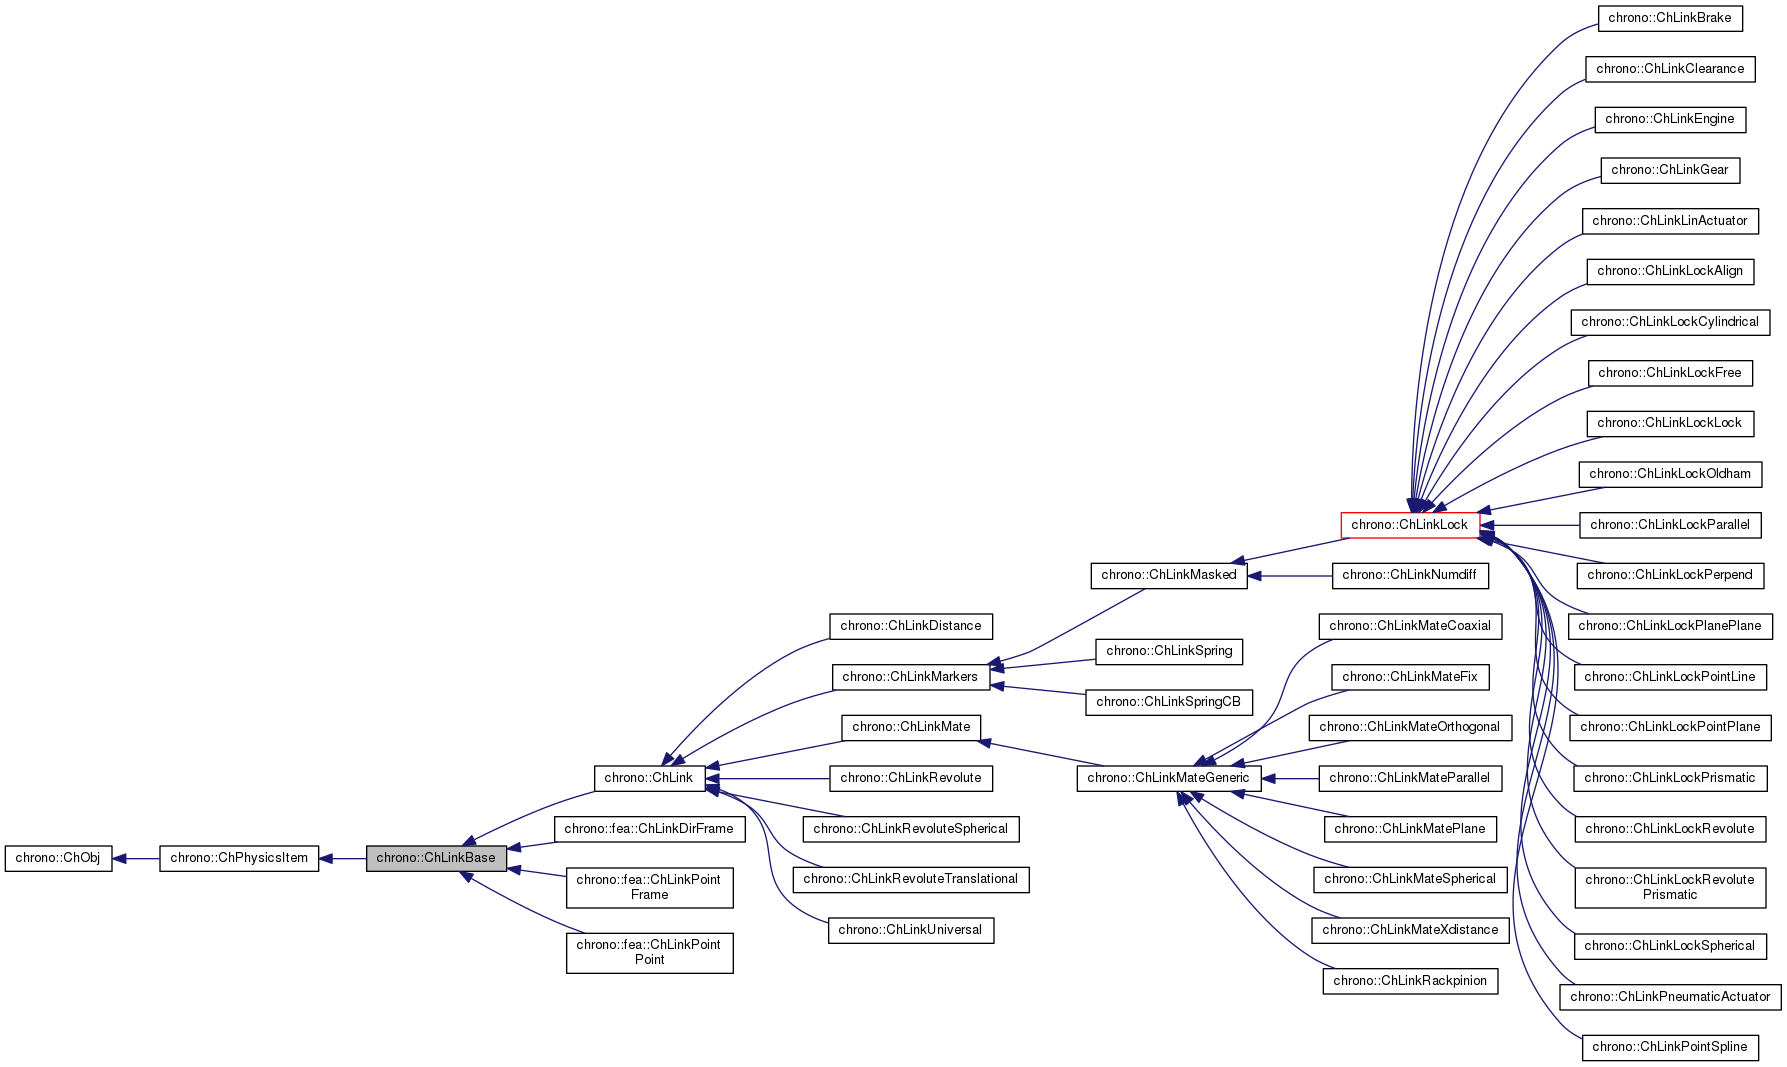 chrono::ChObj
chrono::ChPhysicsItem
chrono::ChLinkBase
chrono::ChLink
chrono::fea::ChLinkDirFrame
chrono::fea::ChLinkPoint
Frame
chrono::fea::ChLinkPoint
Point
chrono::ChLinkDistance
chrono::ChLinkMarkers
chrono::ChLinkMate
chrono::ChLinkRevolute
chrono::ChLinkRevoluteSpherical
chrono::ChLinkRevoluteTranslational
chrono::ChLinkUniversal
chrono::ChLinkMasked
chrono::ChLinkSpring
chrono::ChLinkSpringCB
chrono::ChLinkMateGeneric
chrono::ChLinkLock
chrono::ChLinkNumdiff
chrono::ChLinkMateCoaxial
chrono::ChLinkMateFix
chrono::ChLinkMateOrthogonal
chrono::ChLinkMateParallel
chrono::ChLinkMatePlane
chrono::ChLinkMateSpherical
chrono::ChLinkMateXdistance
chrono::ChLinkRackpinion
chrono::ChLinkBrake
chrono::ChLinkClearance
chrono::ChLinkEngine
chrono::ChLinkGear
chrono::ChLinkLinActuator
chrono::ChLinkLockAlign
chrono::ChLinkLockCylindrical
chrono::ChLinkLockFree
chrono::ChLinkLockLock
chrono::ChLinkLockOldham
chrono::ChLinkLockParallel
chrono::ChLinkLockPerpend
chrono::ChLinkLockPlanePlane
chrono::ChLinkLockPointLine
chrono::ChLinkLockPointPlane
chrono::ChLinkLockPrismatic
chrono::ChLinkLockRevolute
chrono::ChLinkLockRevolute
Prismatic
chrono::ChLinkLockSpherical
chrono::ChLinkPneumaticActuator
chrono::ChLinkPointSpline